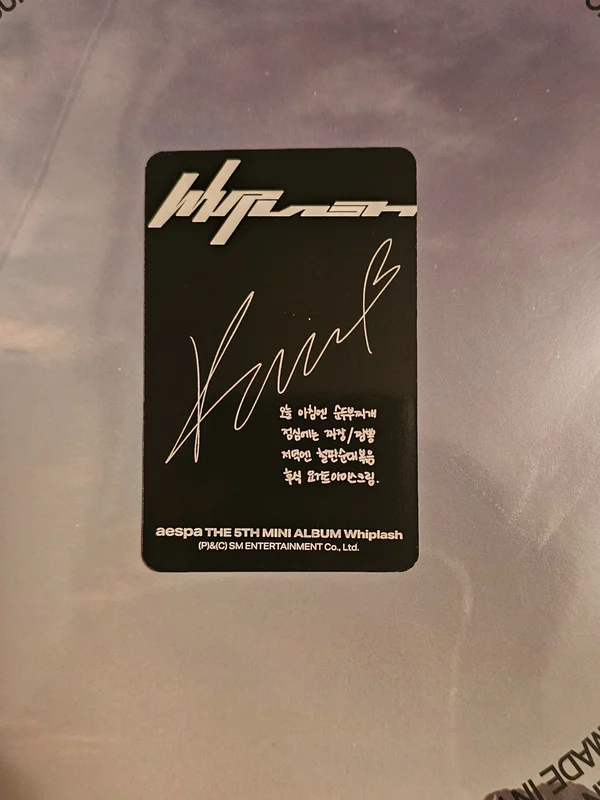 Whiplash
오늘 아침엔 순두부찌개
점심에는 짜장/짬뽕
저녁엔 철판순대볶음
후식 요거트아이스크림.
aespa THE 5TH MINI ALBUM Whiplash
(P)&(C) SM ENTERTAINMENT Co., Ltd.
MADE IN